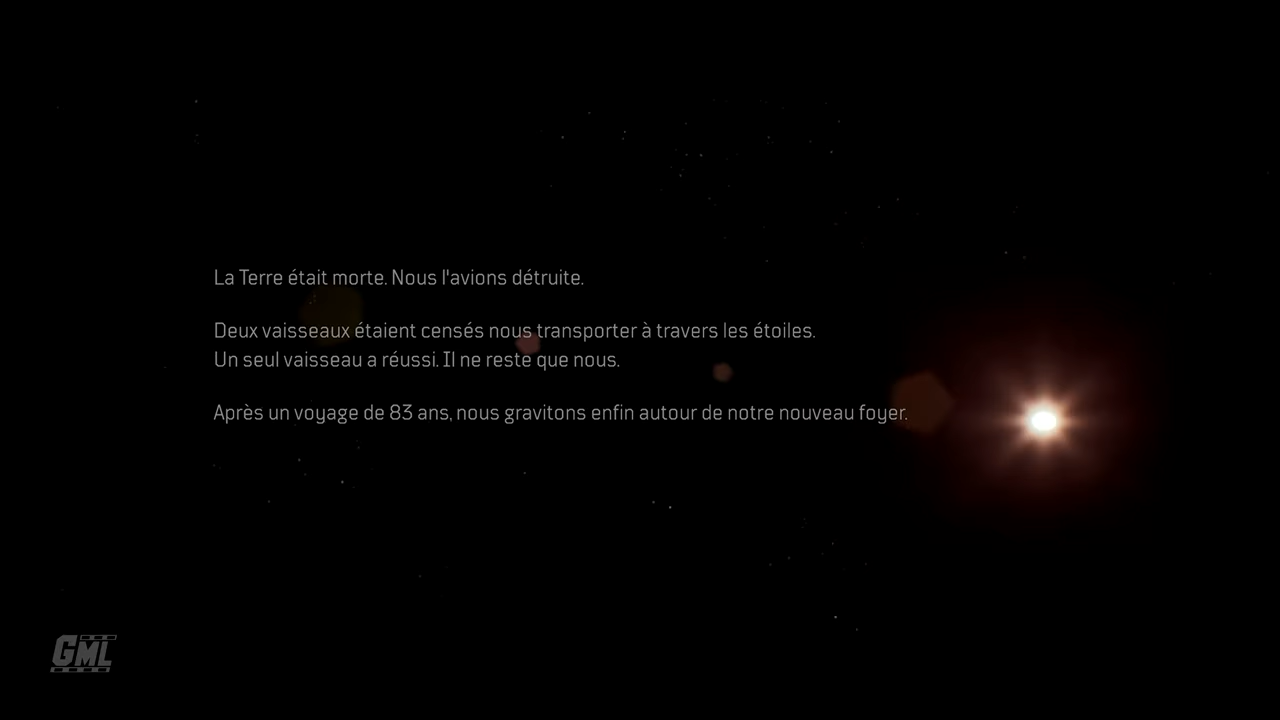 La Terre était morte. Nous l'avions détruite.
Deux vaisseaux étaient censés nous transporter à travers les étoiles.
Un seul vaisseau a réussi. Il ne reste que nous.
Après un voyage de 83 ans, nous gravitons enfin autour de notre nouveau foyer.
GML